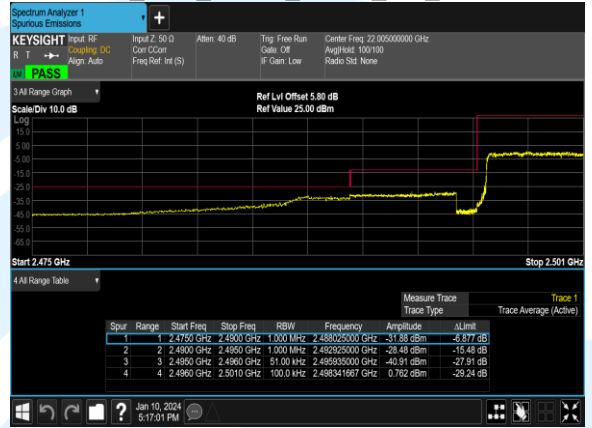 Spectrum Analyzer 1
Spurious Emissions
KEYSIGHT Input: RF Input Z: 50 Ω Atten: 40 dB Trig: Free Run Center Freq: 22.005000000 GHz
R T Coupling: DC Corr CCorr Gate: Off Avg|Hold: 100/100
Align: Auto Freq Ref: Int (S) IF Gain: Low Radio Std: None
LW PASS
3 All Range Graph
Ref Lvl Offset 5.80 dB
Scale/Div 10.0 dB Ref Value 25.00 dBm
Log
15.0
5.00
-5.00
-15.0
-25.0
-35.0
-45.0
-55.0
-65.0
Start 2.475 GHz Stop 2.501 GHz
4 All Range Table
Measure Trace Trace 1
Trace Type Trace Average (Active)
Spur Range Start Freq Stop Freq RBW Frequency Amplitude ΔLimit
1 1 2.4750 GHz 2.4900 GHz 1.000 MHz 2.488025000 GHz -31.88 dBm -6.877 dB
2 2 2.4900 GHz 2.4950 GHz 1.000 MHz 2.492925000 GHz -28.48 dBm -15.48 dB
3 3 2.4950 GHz 2.4960 GHz 51.00 kHz 2.495935000 GHz -40.91 dBm -27.91 dB
4 4 2.4960 GHz 2.5010 GHz 100.0 kHz 2.498341667 GHz 0.762 dBm -29.24 dB
Jan 10, 2024
5:17:01 PM